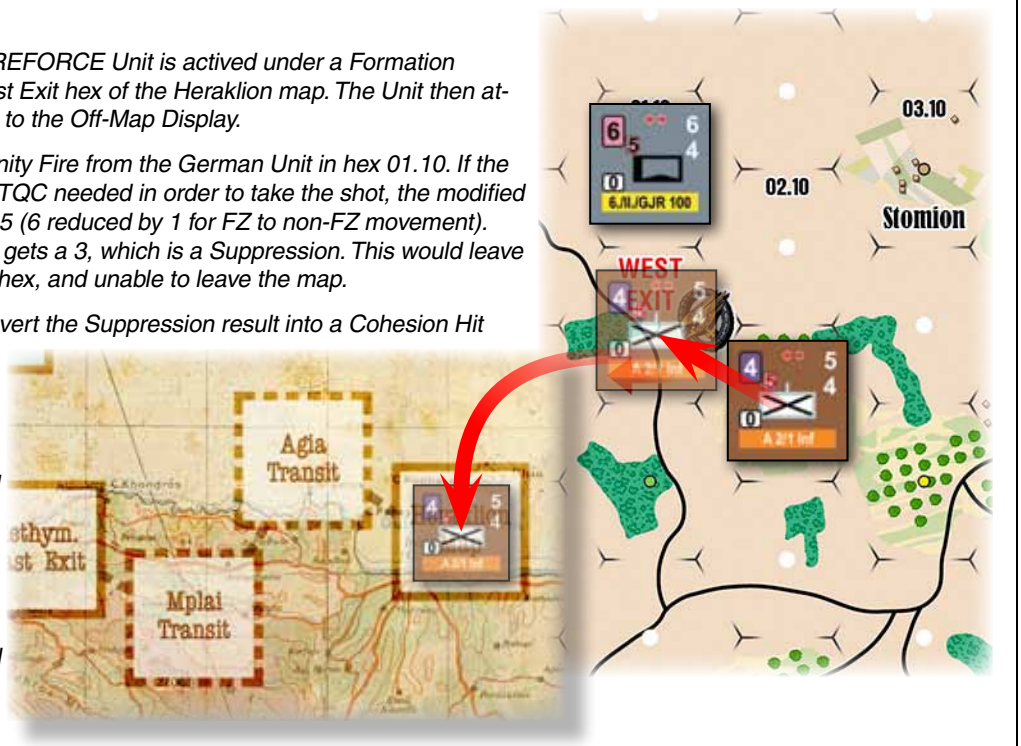 REFORCE Unit is actived under a Formation
st Exit hex of the Heraklion map. The Unit then at-
to the Off-Map Display.
nity Fire from the German Unit in hex 01.10. If the
TQC needed in order to take the shot, the modified
5 (6 reduced by 1 for FZ to non-FZ movement).
gets a 3, which is a Suppression. This would leave
hex, and unable to leave the map.
vert the Suppression result into a Cohesion Hit
6 5 6
4
0
6./II./GJR 100
02.10
03.10
Stomion
WEST
EXIT
4 5
4
0
4 5 5
4
0
A 2/1 Inf
Agia
Transit
4 5
4
0
ethym.
st Exit
Mplai
Transit